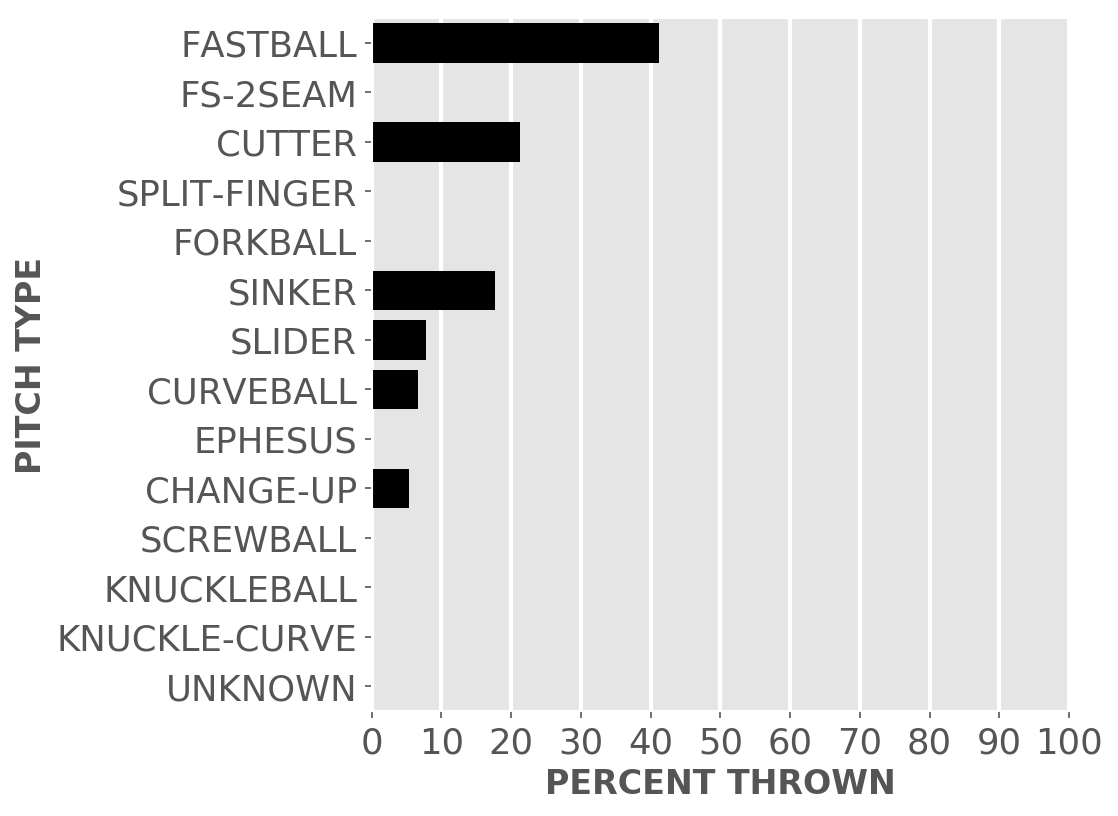 FASTBALL
FS-2SEAM
CUTTER
SPLIT-FINGER
FORKBALL
SINKER
SLIDER
CURVEBALL
EPHESUS
CHANGE-UP
SCREWBALL
KNUCKLEBALL
KNUCKLE-CURVE
UNKNOWN
PITCH TYPE
0 10 20 30 40 50 60 70 80 90 100
PERCENT THROWN